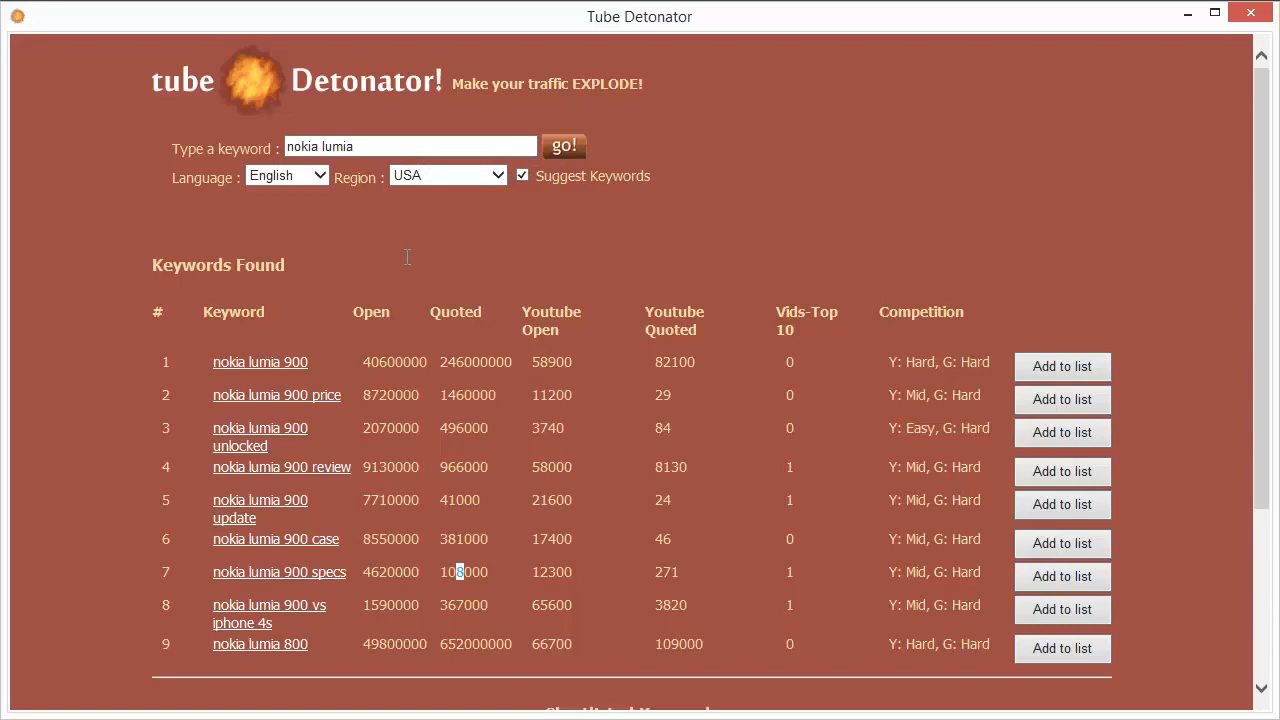 Tube Detonator
tube Detonator! Make your traffic EXPLODE!
Type a keyword : nokia lumia go!
Language : English Region : USA Suggest Keywords
Keywords Found
# Keyword Open Quoted Youtube Open Youtube Quoted Vids-Top 10 Competition
1 nokia lumia 900 40600000 246000000 58900 82100 0 Y: Hard, G: Hard Add to list
2 nokia lumia 900 price 8720000 1460000 11200 29 0 Y: Mid, G: Hard Add to list
3 nokia lumia 900 unlocked 2070000 496000 3740 84 0 Y: Easy, G: Hard Add to list
4 nokia lumia 900 review 9130000 966000 58000 8130 1 Y: Mid, G: Hard Add to list
5 nokia lumia 900 update 7710000 41000 21600 24 1 Y: Mid, G: Hard Add to list
6 nokia lumia 900 case 8550000 381000 17400 46 0 Y: Mid, G: Hard Add to list
7 nokia lumia 900 specs 4620000 108000 12300 271 1 Y: Mid, G: Hard Add to list
8 nokia lumia 900 vs iphone 4s 1590000 367000 65600 3820 1 Y: Mid, G: Hard Add to list
9 nokia lumia 800 49800000 652000000 66700 109000 0 Y: Hard, G: Hard Add to list